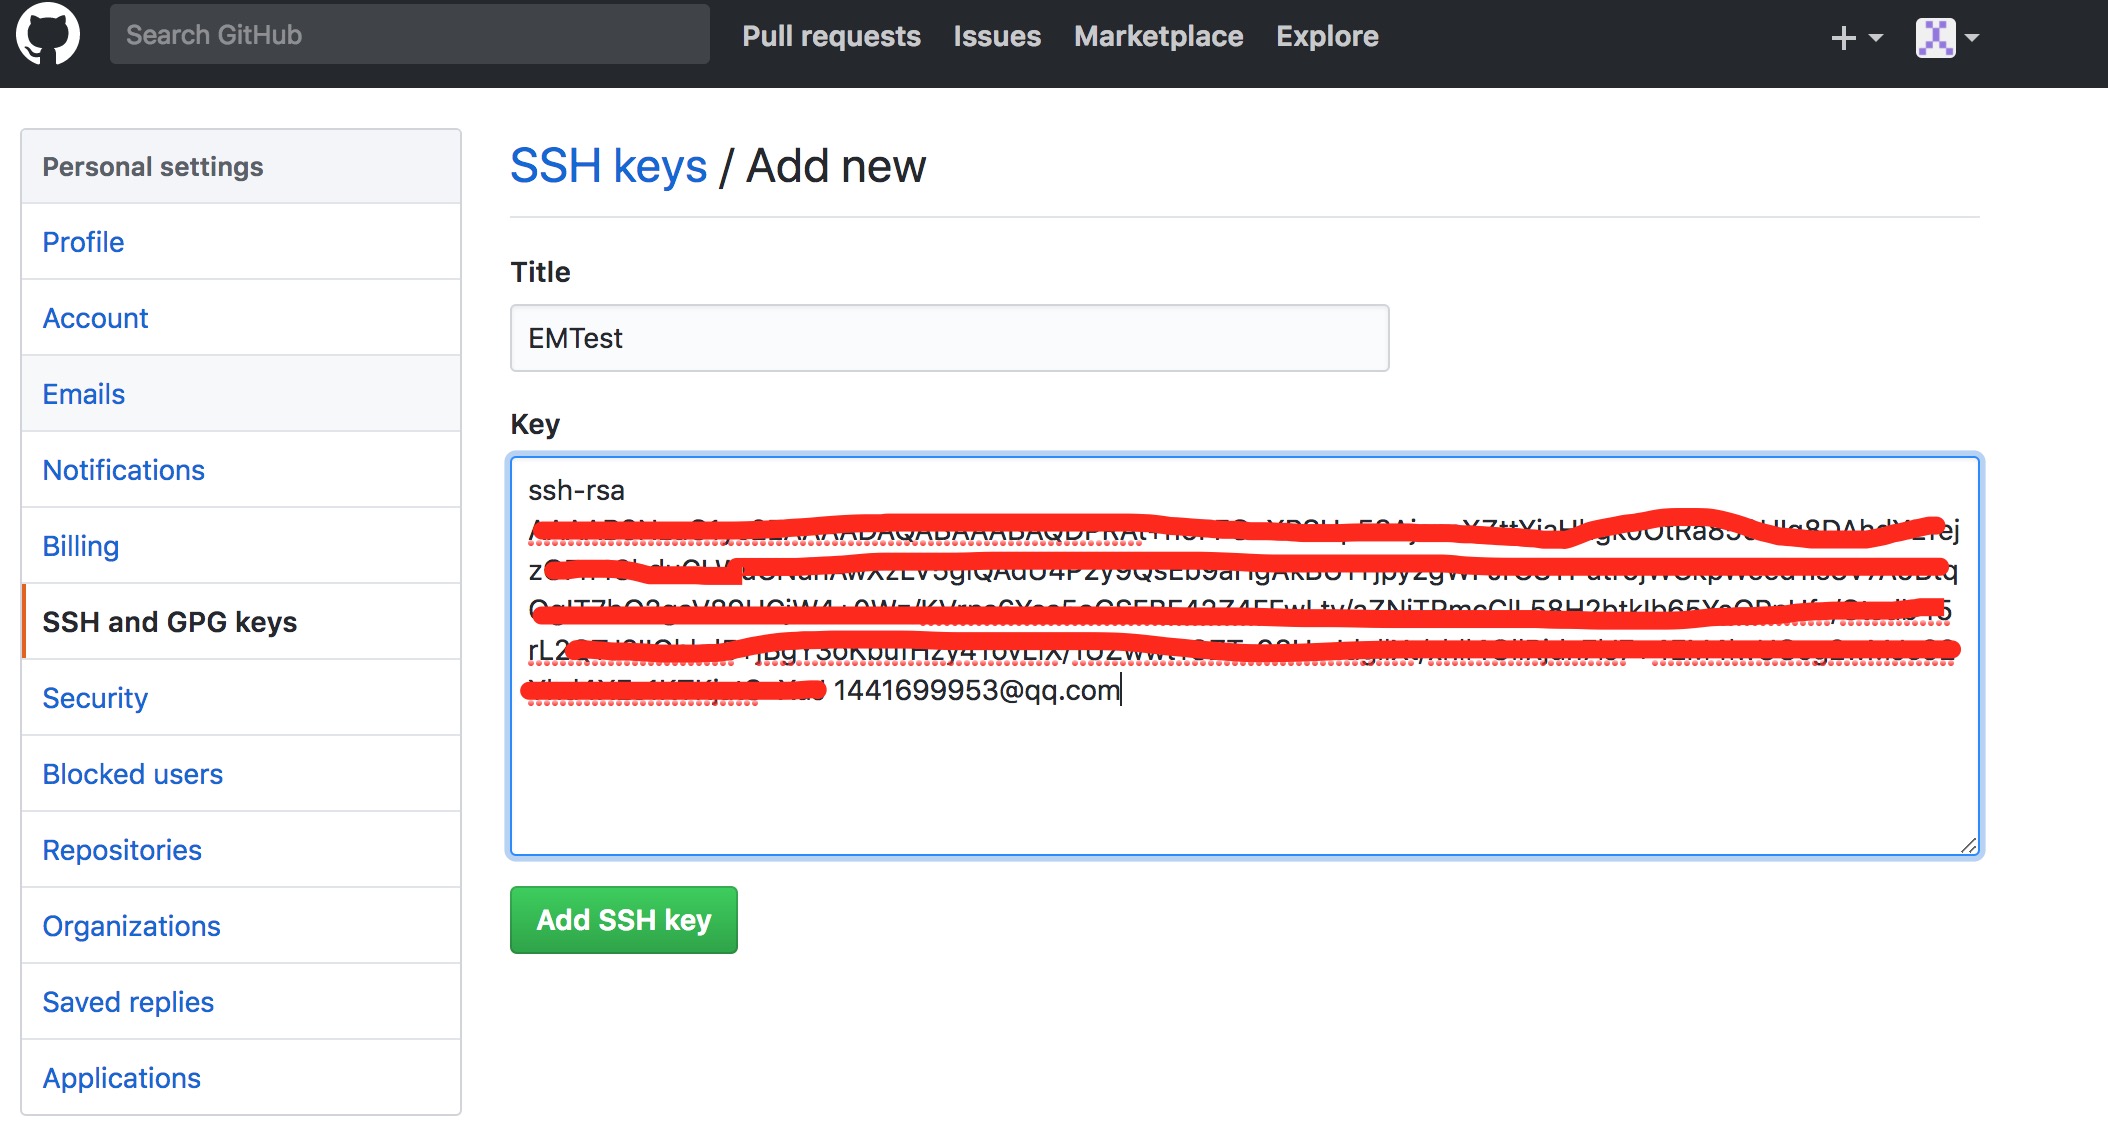 Search GitHub
Pull requests
Issues
Marketplace
Explore
Personal settings
Profile
Account
Emails
Notifications
Billing
SSH and GPG keys
Security
Blocked users
Repositories
Organizations
Saved replies
Applications
SSH keys / Add new
Title
EMTest
Key
ssh-rsa
1441699953@qq.com
Add SSH key